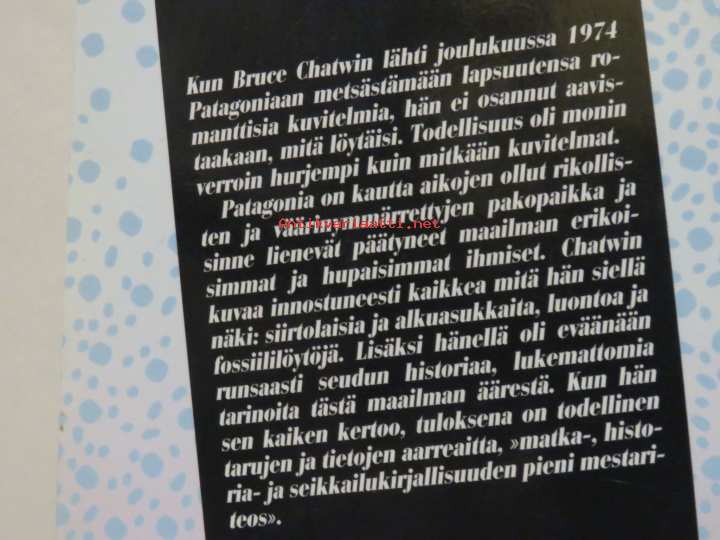 Kun Bruce Chatwin lähti joulukuussa 1974
Patagoniaan metsästämään lapsuutensa ro-
manttisia kuvitelmia, hän ei osannut aavis-
taakaan, mitä löytäisi. Todellisuus oli monin
verroin hurjempi kuin mitkään kuvitelmat.
Patagonia on kautta aikojen ollut rikollis-
ten ja väärinymmärrettyjen pakopaikka ja
Antikvariaatti.net
sinne lienevät päätyneet maailman erikoi-
simmat ja hupaisimmat ihmiset. Chatwin
kuvaa innostuneesti kaikkea mitä hän siellä
näki: siirtolaisia ja alkuasukkaita, luontoa ja
fossiililöytöjä. Lisäksi hänellä oli eväänään
runsaasti seudun historiaa, lukemattomia
tarinoita tästä maailman äärestä. Kun hän
sen kaiken kertoo, tuloksena on todellinen
tarujen ja tietojen aarreaitta, »matka-, histo-
ria- ja seikkailukirjallisuuden pieni mestari-
teos».